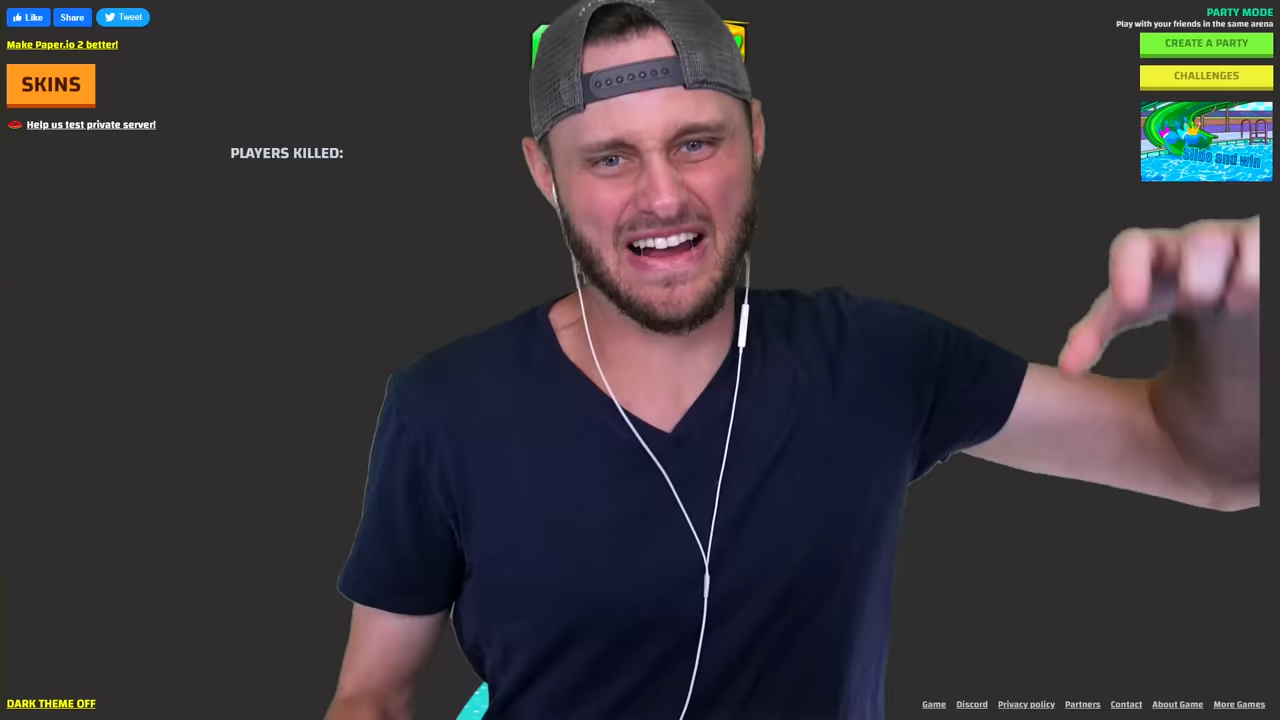 Like
Share
Tweet
PARTY MODE
Play with your friends in the same arena
Make Paper.io 2 better!
CREATE A PARTY
SKINS
CHALLENGES
Help us test private server!
Slide and win
PLAYERS KILLED:
DARK THEME OFF
Game
Discord
Privacy policy
Partners
Contact
About Game
More Games